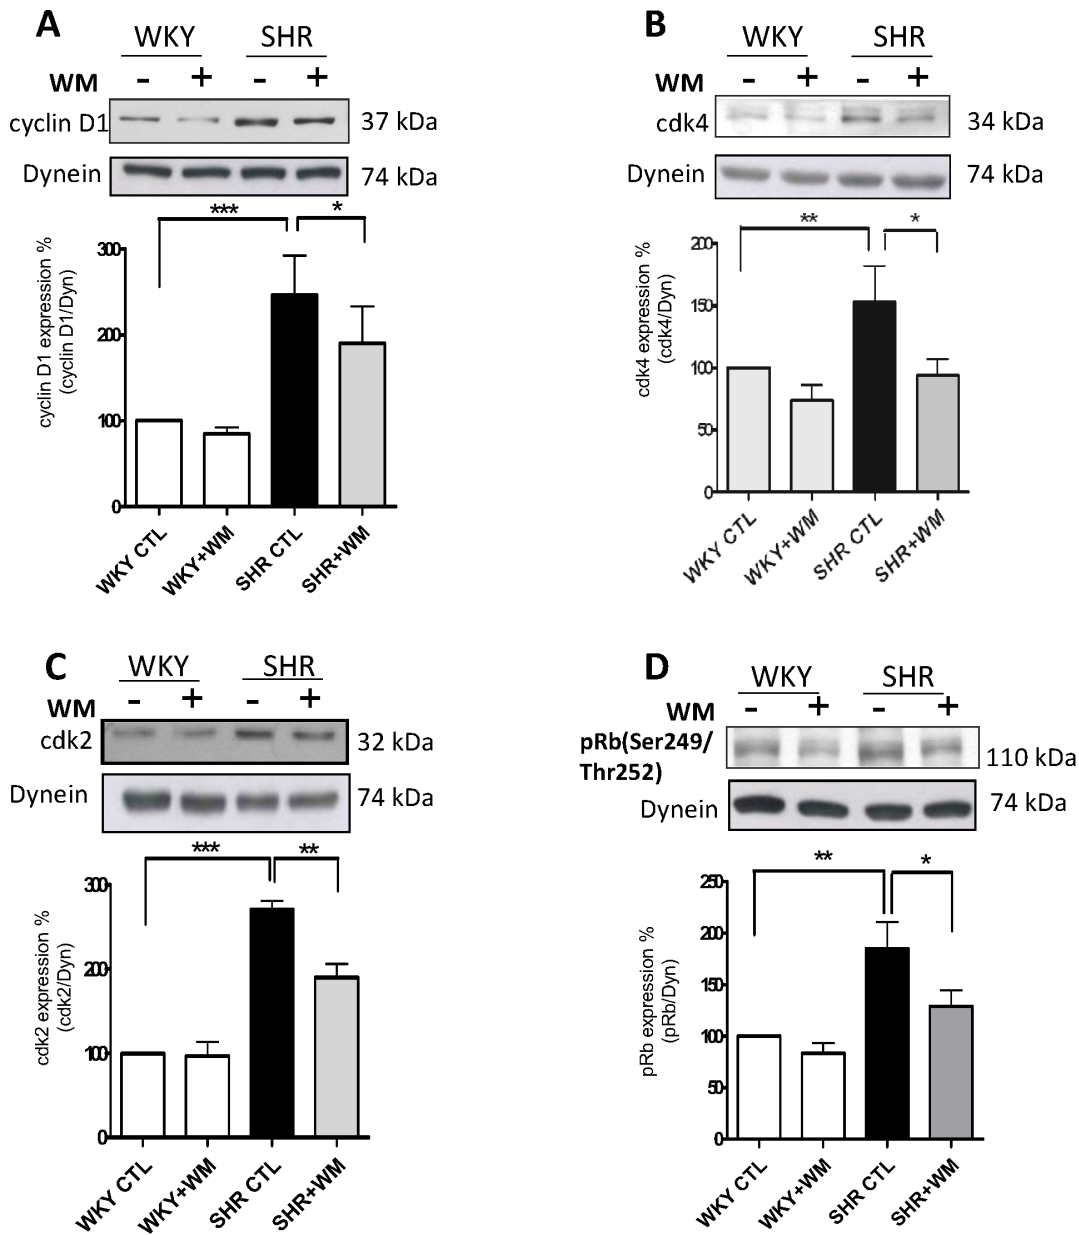 A
WKY SHR
WM - + - +
cyclin D1 37 kDa
Dynein 74 kDa
*** *
cyclin D1 expression %
(cyclin D1/Dyn)
300
200
100
0
WKY CTL
WKY+WM
SHR CTL
SHR+WM
B
WKY SHR
WM - + - +
cdk4 34 kDa
Dynein 74 kDa
** *
cdk4 expression %
(cdk4/Dyn)
200
150
100
50
0
WKY CTL
WKY+WM
SHR CTL
SHR+WM
C
WKY SHR
WM - + - +
cdk2 32 kDa
Dynein 74 kDa
*** **
cdk2 expression %
(cdk2/Dyn)
300
200
100
0
WKY CTL
WKY+WM
SHR CTL
SHR+WM
D
WKY SHR
WM - + - +
pRb(Ser249/
Thr252) 110 kDa
Dynein 74 kDa
** *
pRb expression %
(pRb/Dyn)
250
200
150
100
50
0
WKY CTL
WKY+WM
SHR CTL
SHR+WM